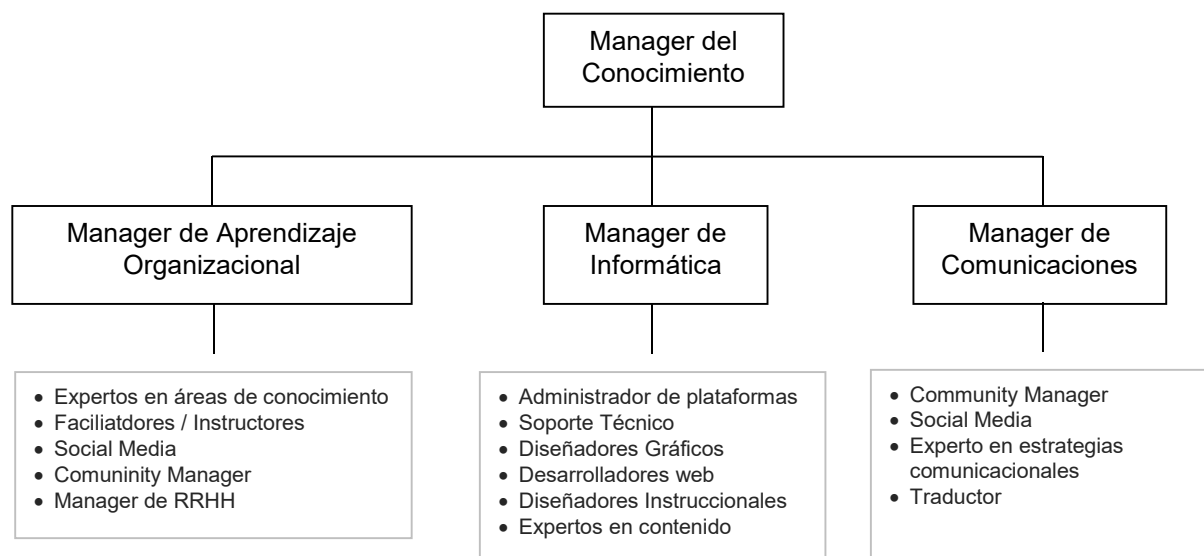 Manager del
Conocimiento
Manager de Aprendizaje
Organizacional
Manager de
Informática
Manager de
Comunicaciones
• Expertos en áreas de conocimiento
• Faciliatdores / Instructores
• Social Media
• Comuninity Manager
• Manager de RRHH
• Administrador de plataformas
• Soporte Técnico
• Diseñadores Gráficos
• Desarrolladores web
• Diseñadores Instruccionales
• Expertos en contenido
• Community Manager
• Social Media
• Experto en estrategias
comunicacionales
• Traductor